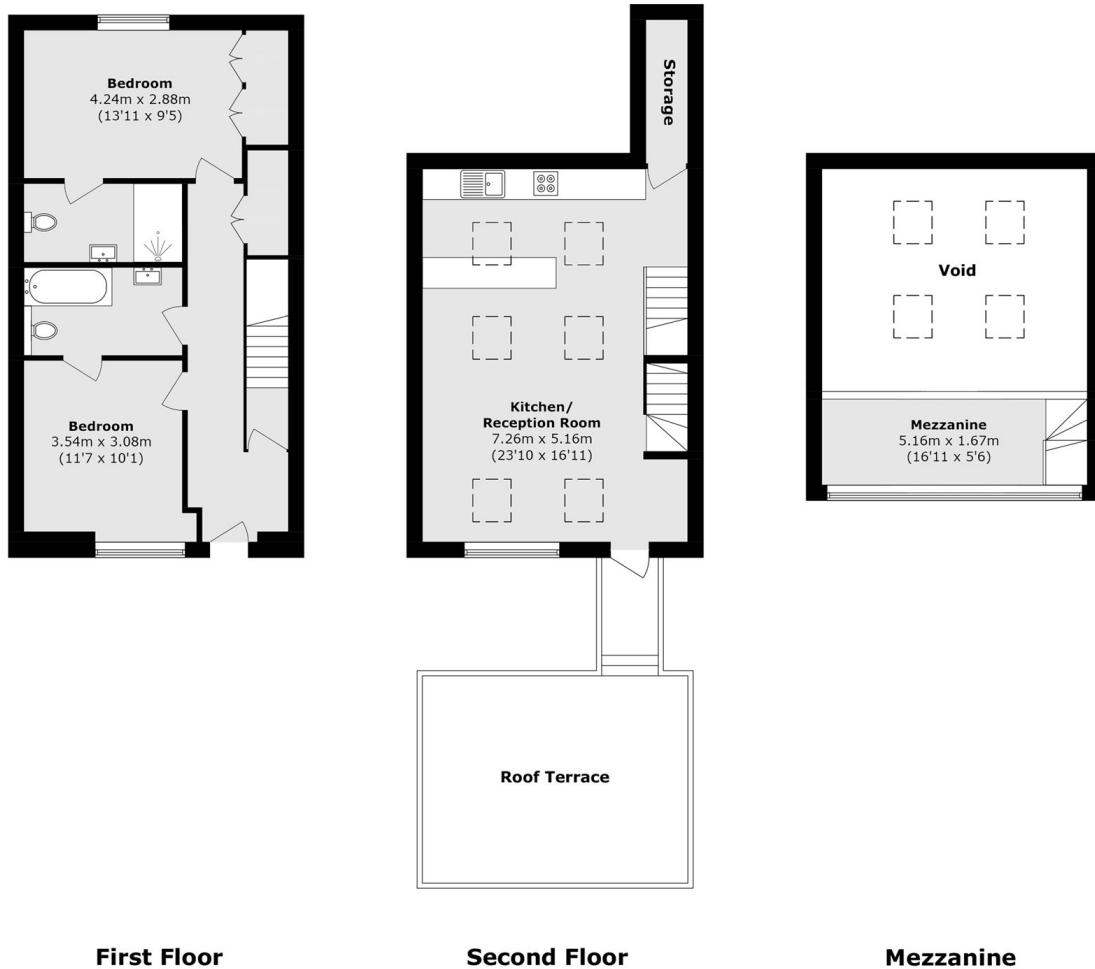 Bedroom
4.24m x 2.88m
(13'11 x 9'5)
Bedroom
3.54m x 3.08m
(11'7 x 10'1)
First Floor
Storage
Kitchen/
Reception Room
7.26m x 5.16m
(23'10 x 16'11)
Roof Terrace
Second Floor
Void
Mezzanine
5.16m x 1.67m
(16'11 x 5'6)
Mezzanine